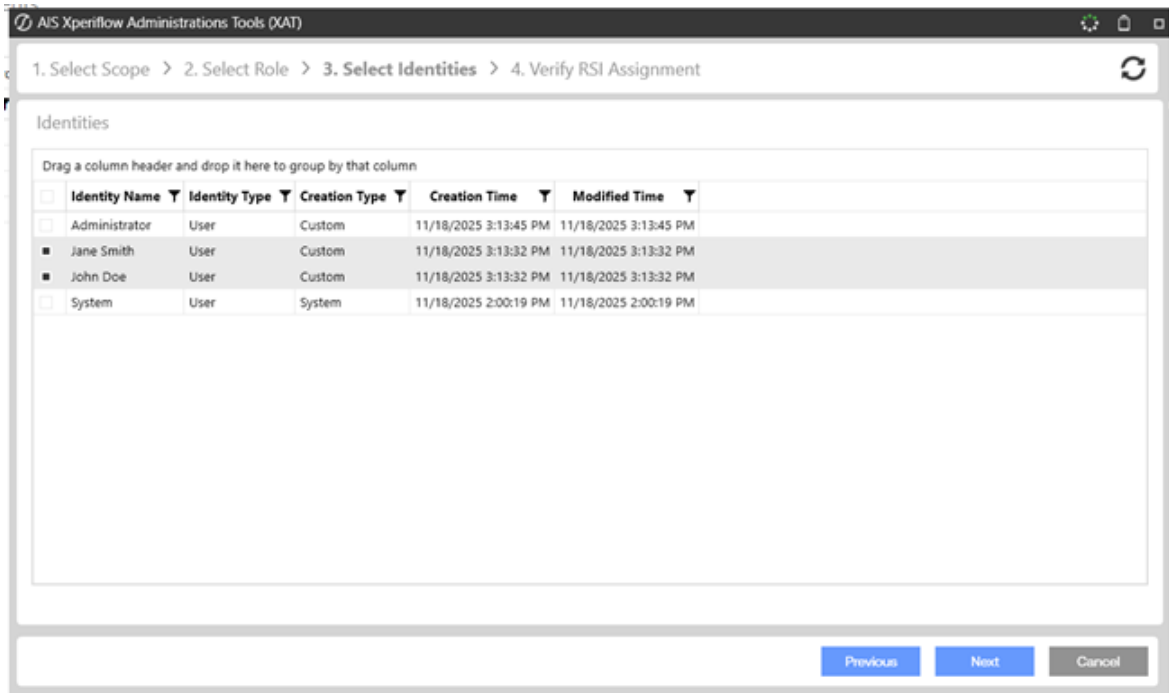 AIS Xperiflow Administrations Tools (XAT)
1. Select Scope > 2. Select Role > 3. Select Identities > 4. Verify RSI Assignment
Identities
Drag a column header and drop it here to group by that column
Identity Name Identity Type Creation Type Creation Time Modified Time
Administrator User Custom 11/18/2025 3:13:45 PM 11/18/2025 3:13:45 PM
Jane Smith User Custom 11/18/2025 3:13:32 PM 11/18/2025 3:13:32 PM
John Doe User Custom 11/18/2025 3:13:32 PM 11/18/2025 3:13:32 PM
System User System 11/18/2025 2:00:19 PM 11/18/2025 2:00:19 PM
Previous Next Cancel